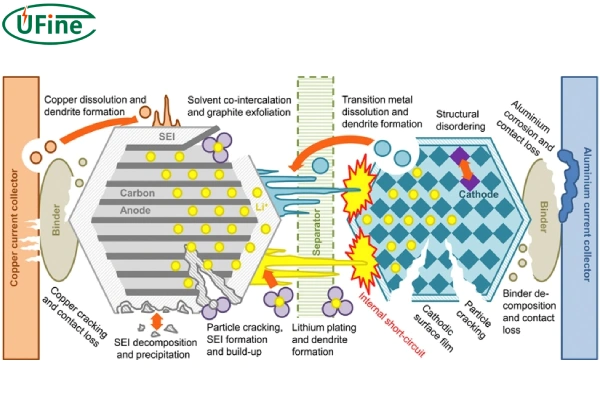 UFine
Copper dissolution and
dendrite formation
Solvent co-intercalation
and graphite exfoliation
Transition metal
dissolution and
dendrite formation
Structural
disordering
Aluminium
corrosion and
contact loss
SEI
Carbon
Anode
Li⁺
Separator
Cathode
Binder
Binder
Copper current collector
Aluminium current collector
Copper cracking
and contact loss
SEI decomposition
and precipitation
Particle cracking,
SEI formation
and build-up
Lithium plating
and dendrite
formation
Internal short-circuit
Cathodic
surface film
Particle
cracking
Binder de-
composition
and contact
loss